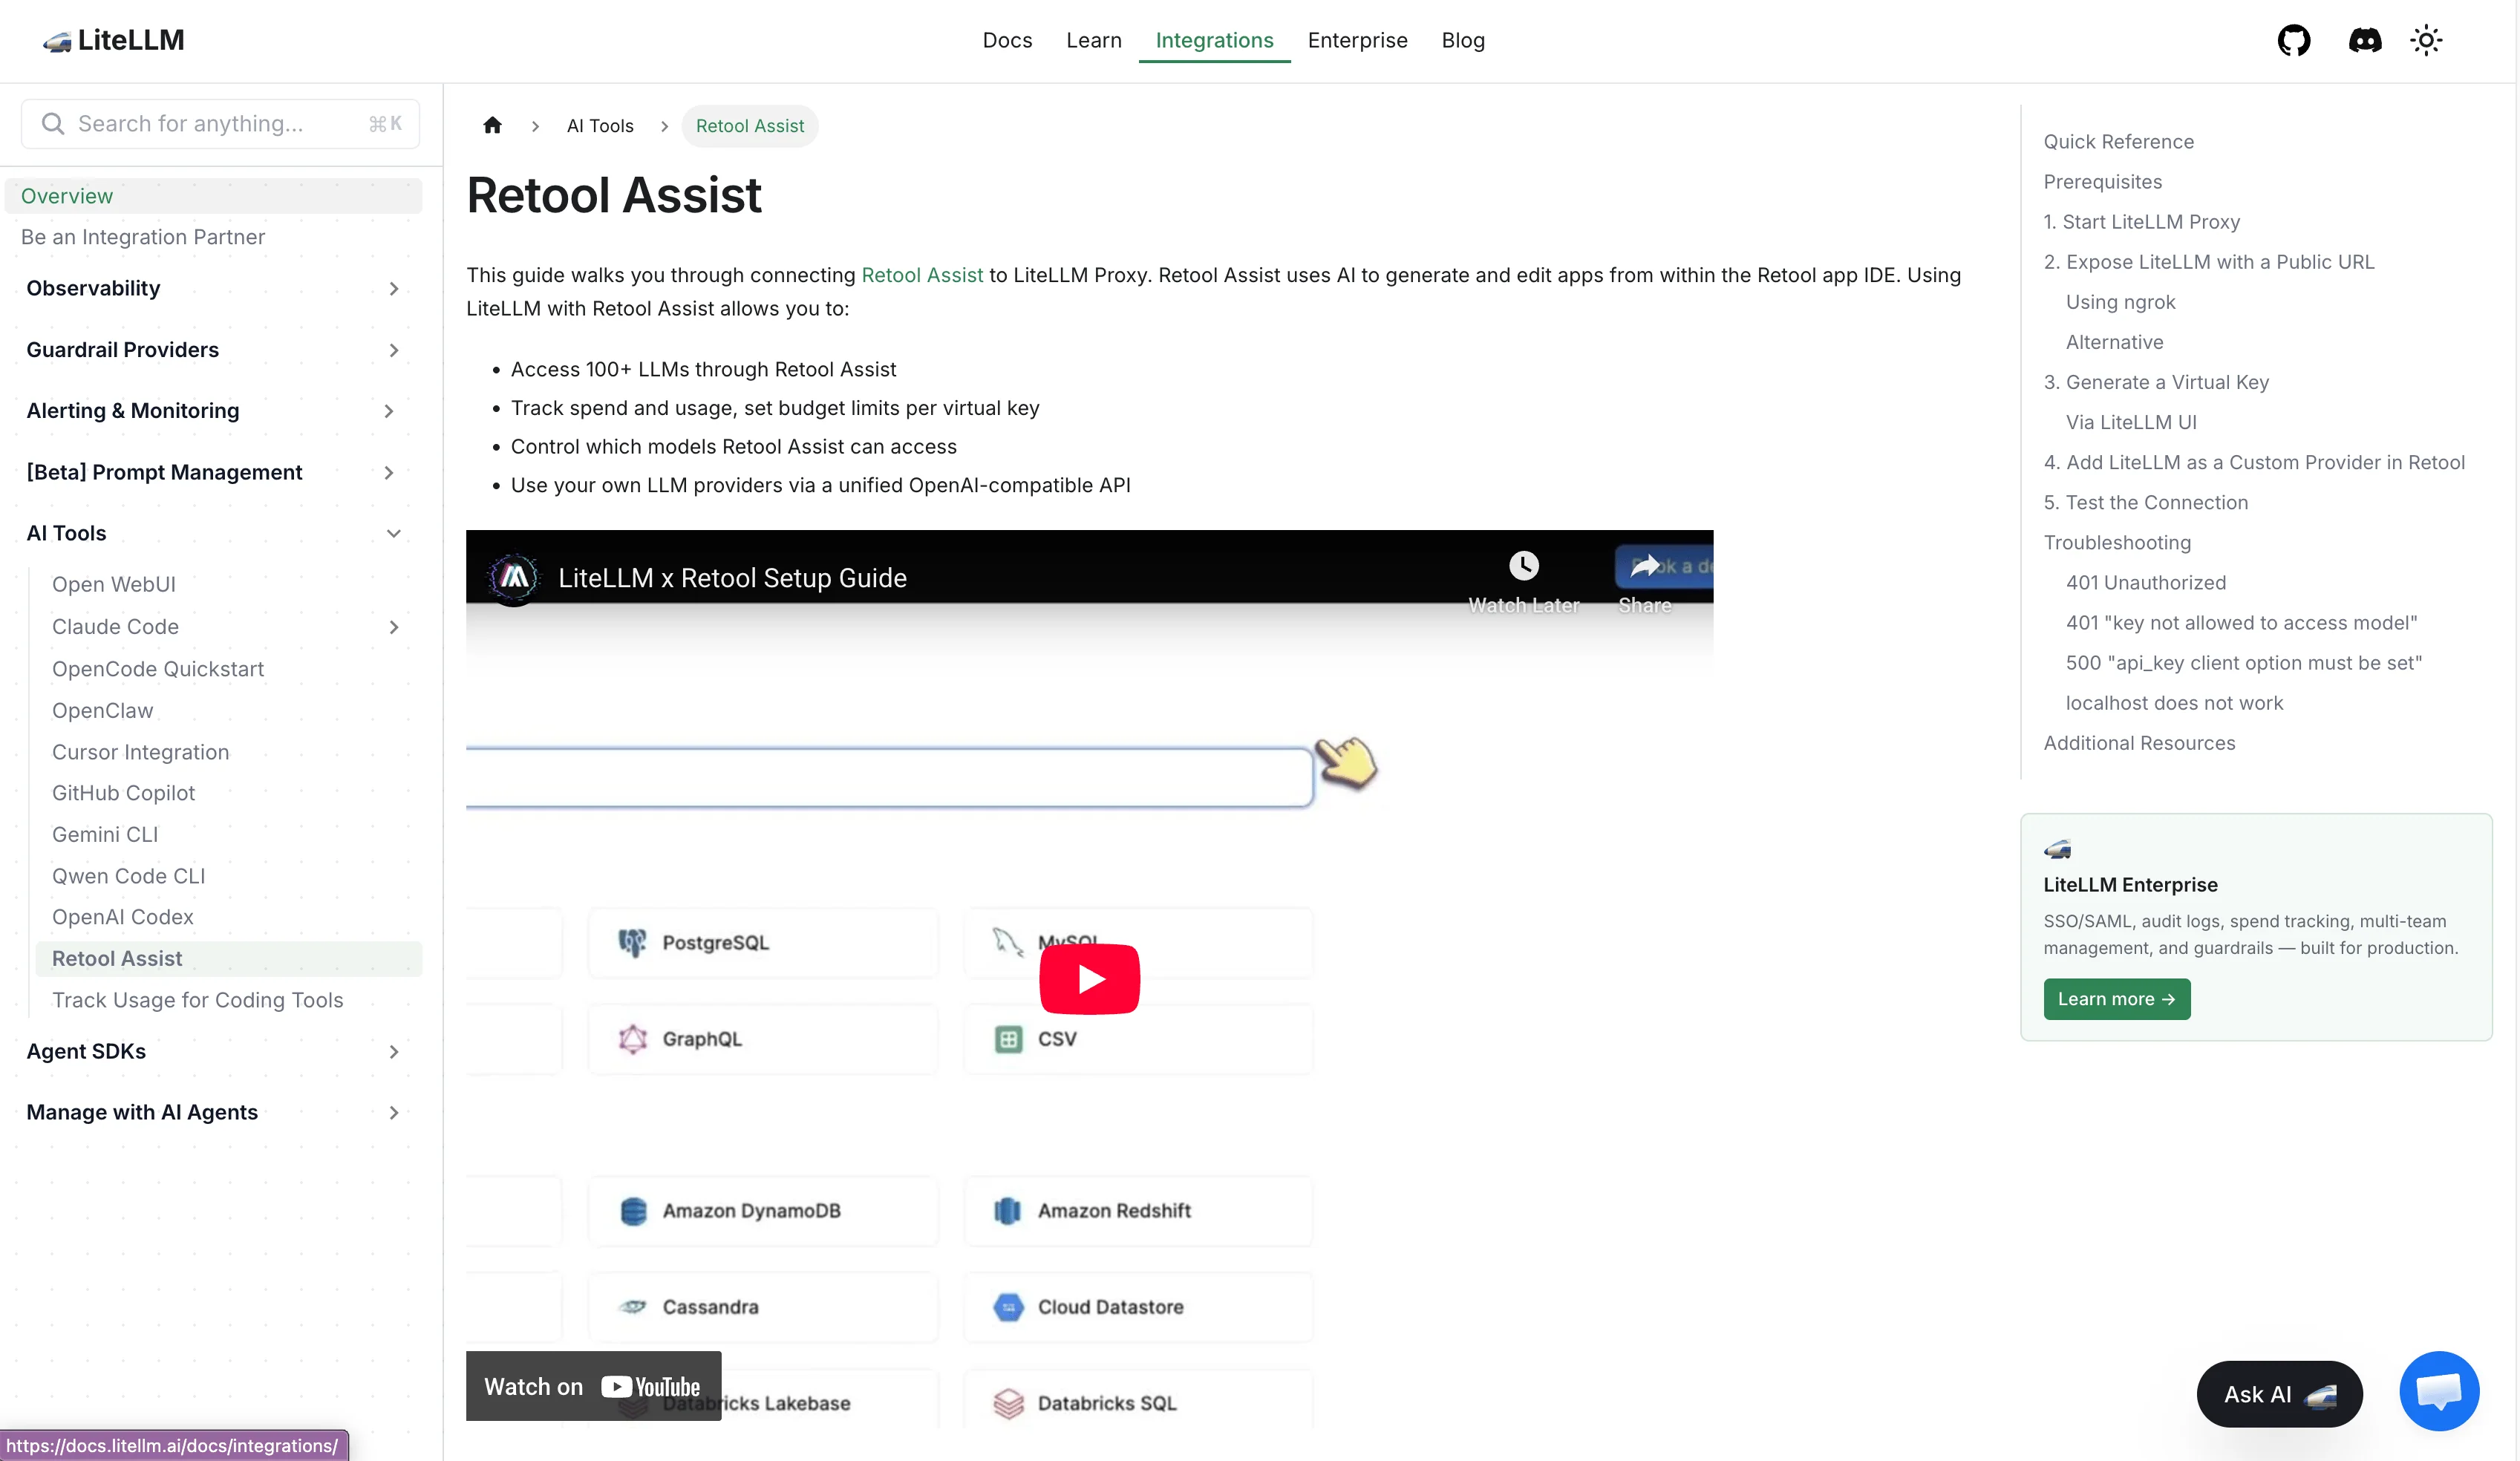 LiteLLM
Docs
Learn
Integrations
Enterprise
Blog
Search for anything...
⌘K
Overview
Be an Integration Partner
Observability
Guardrail Providers
Alerting & Monitoring
[Beta] Prompt Management
AI Tools
Open WebUI
Claude Code
OpenCode Quickstart
OpenClaw
Cursor Integration
GitHub Copilot
Gemini CLI
Qwen Code CLI
OpenAI Codex
Retool Assist
Track Usage for Coding Tools
Agent SDKs
Manage with AI Agents
https://docs.litellm.ai/docs/integrations/
AI Tools
Retool Assist
Retool Assist
This guide walks you through connecting Retool Assist to LiteLLM Proxy. Retool Assist uses AI to generate and edit apps from within the Retool app IDE. Using
LiteLLM with Retool Assist allows you to:
Access 100+ LLMs through Retool Assist
Track spend and usage, set budget limits per virtual key
Control which models Retool Assist can access
Use your own LLM providers via a unified OpenAI-compatible API
LiteLLM x Retool Setup Guide
Watch Later
Share
PostgreSQL
MySQL
GraphQL
CSV
Amazon DynamoDB
Amazon Redshift
Cassandra
Cloud Datastore
Lakebase
Databricks SQL
Watch on YouTube
Quick Reference
Prerequisites
1. Start LiteLLM Proxy
2. Expose LiteLLM with a Public URL
Using ngrok
Alternative
3. Generate a Virtual Key
Via LiteLLM UI
4. Add LiteLLM as a Custom Provider in Retool
5. Test the Connection
Troubleshooting
401 Unauthorized
401 "key not allowed to access model"
500 "api_key client option must be set"
localhost does not work
Additional Resources
LiteLLM Enterprise
SSO/SAML, audit logs, spend tracking, multi-team
management, and guardrails — built for production.
Learn more →
Ask AI